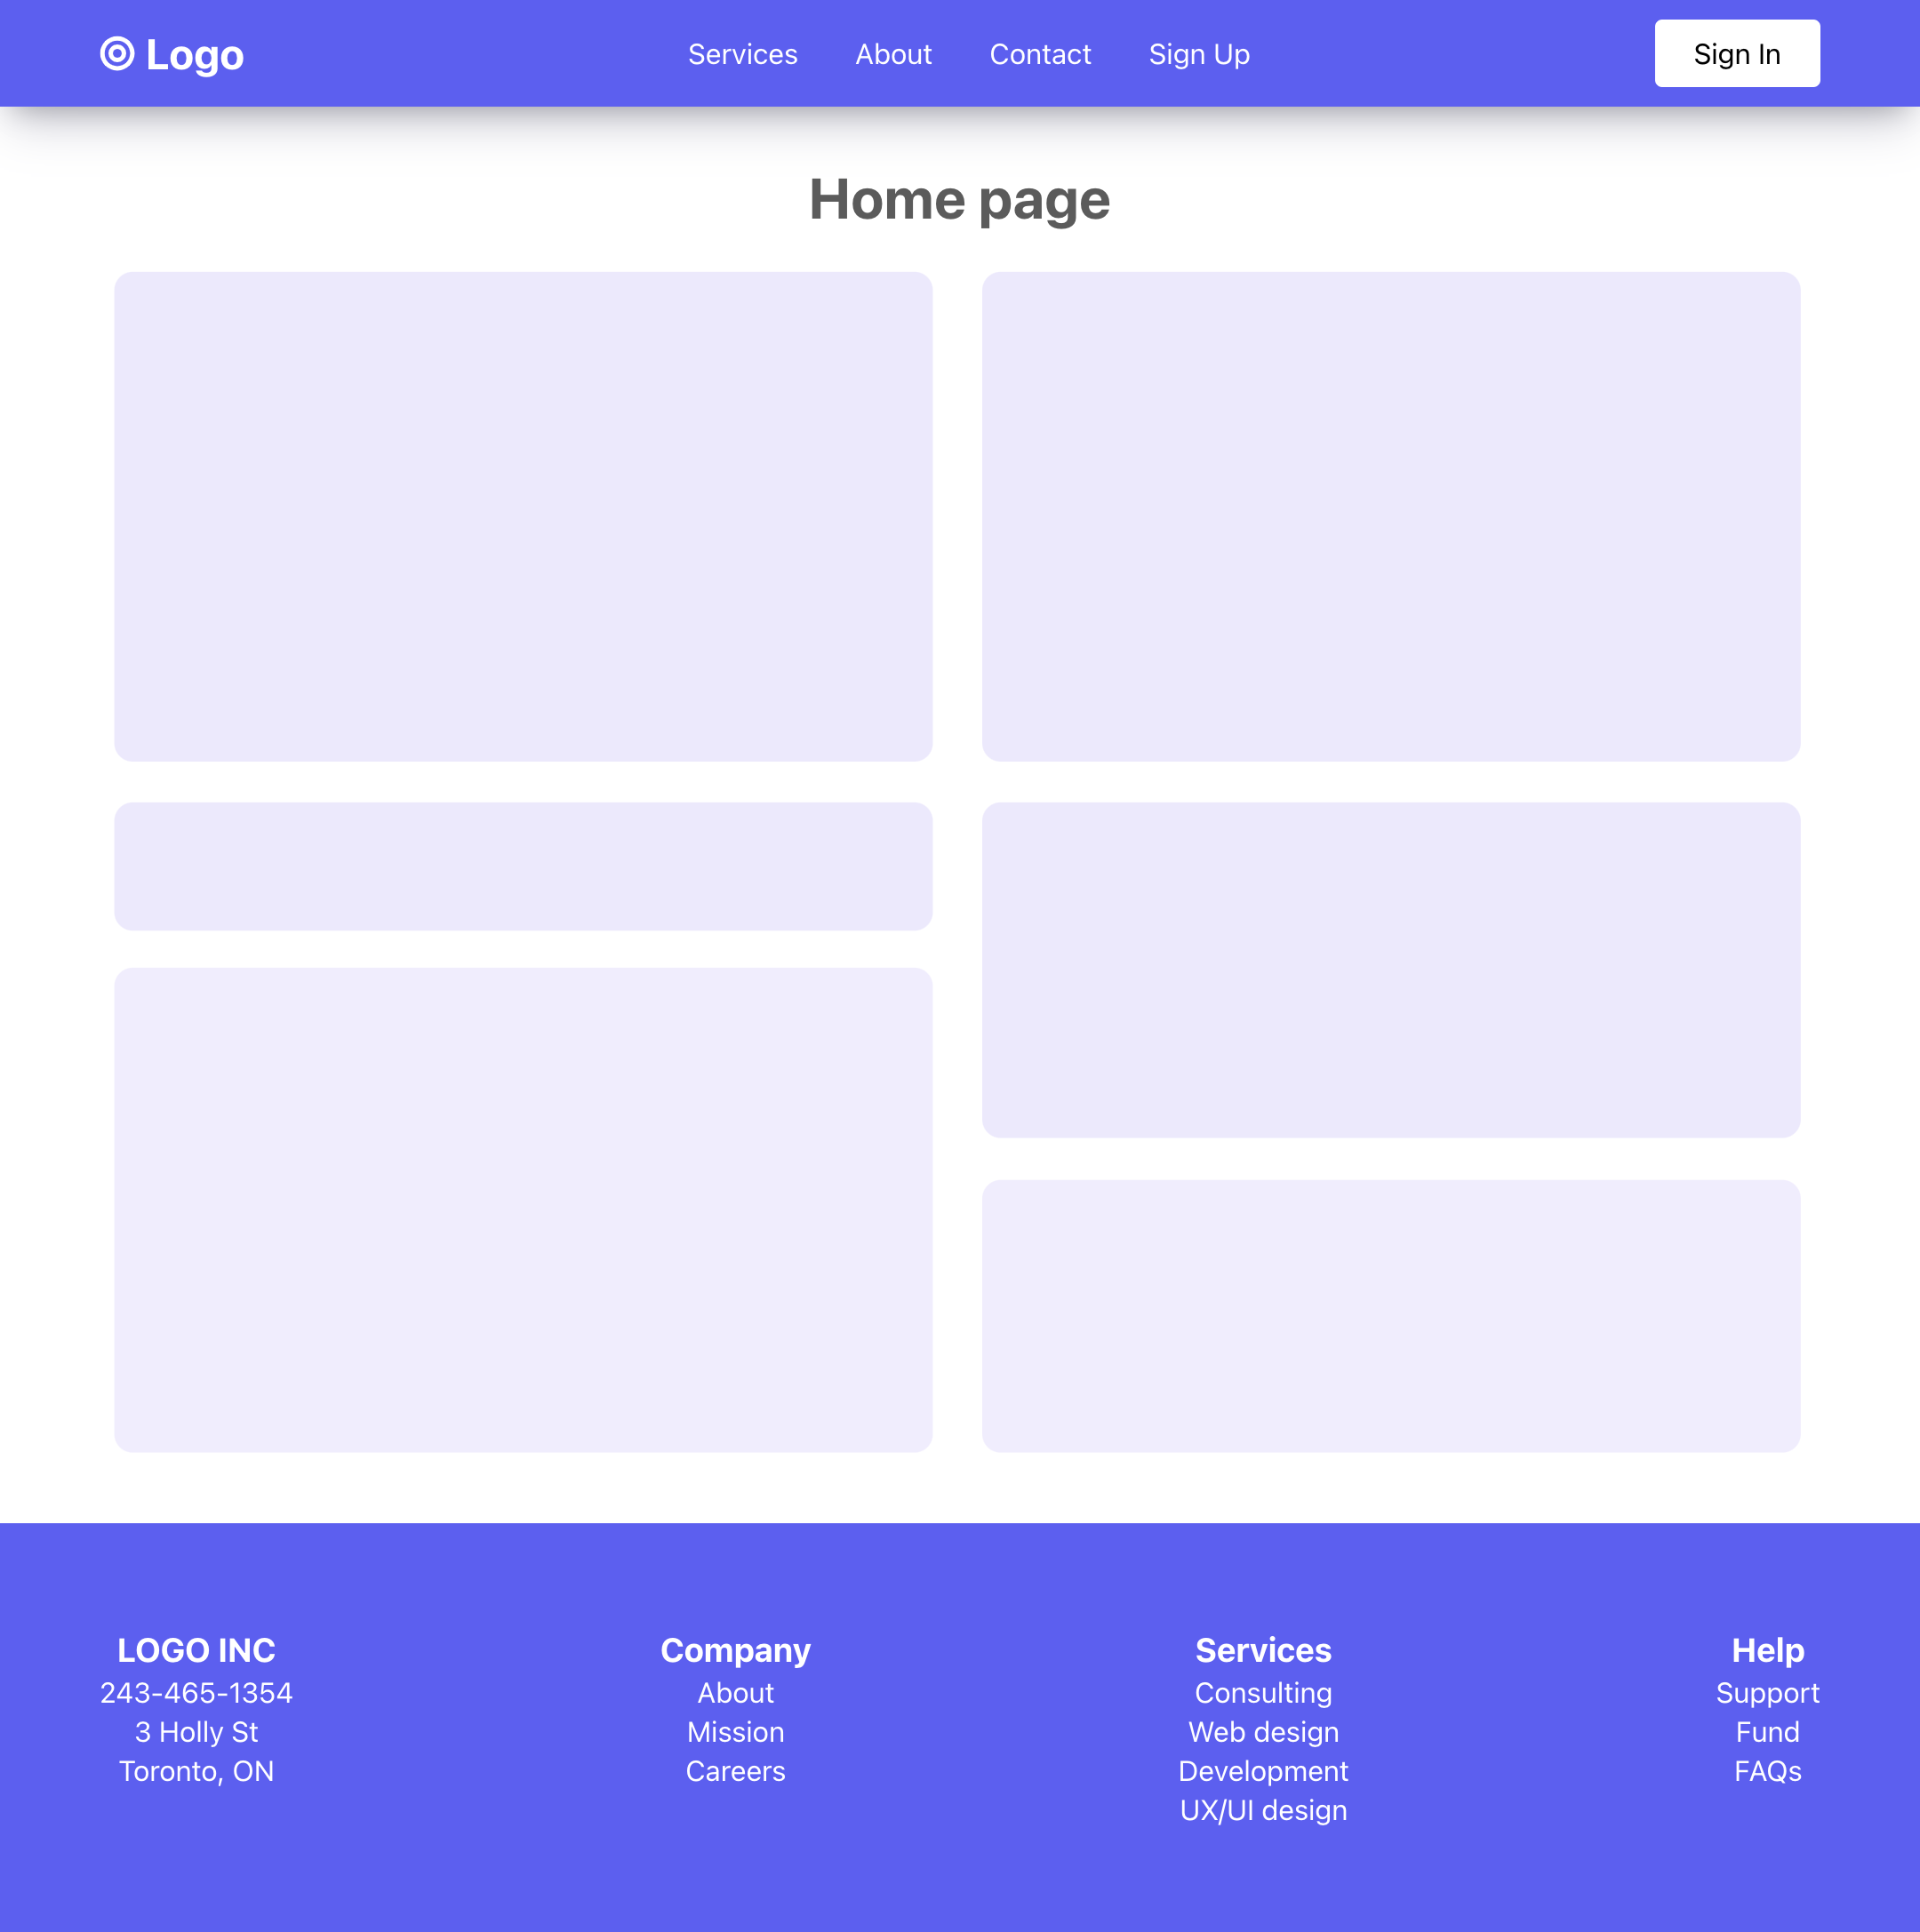 Logo
Services About Contact Sign Up
Sign In
Home page
LOGO INC
243-465-1354
3 Holly St
Toronto, ON
Company
About
Mission
Careers
Services
Consulting
Web design
Development
UX/UI design
Help
Support
Fund
FAQs